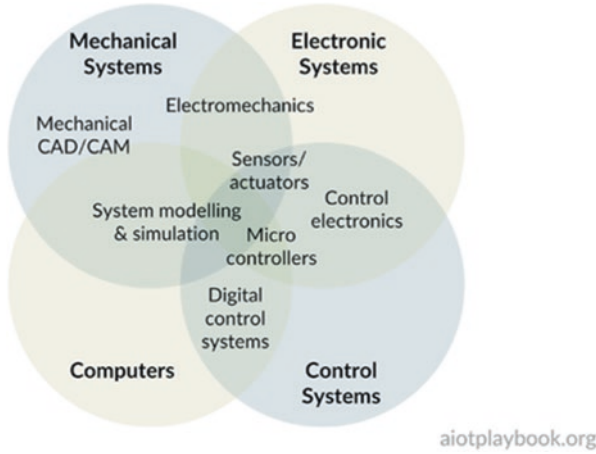 Mechanical
Systems
Electronic
Systems
Electromechanics
Mechanical
CAD/CAM
Sensors/
actuators
System modelling
& simulation
Control
electronics
Micro
controllers
Digital
control
systems
Computers
Control
Systems
aiotplaybook.org